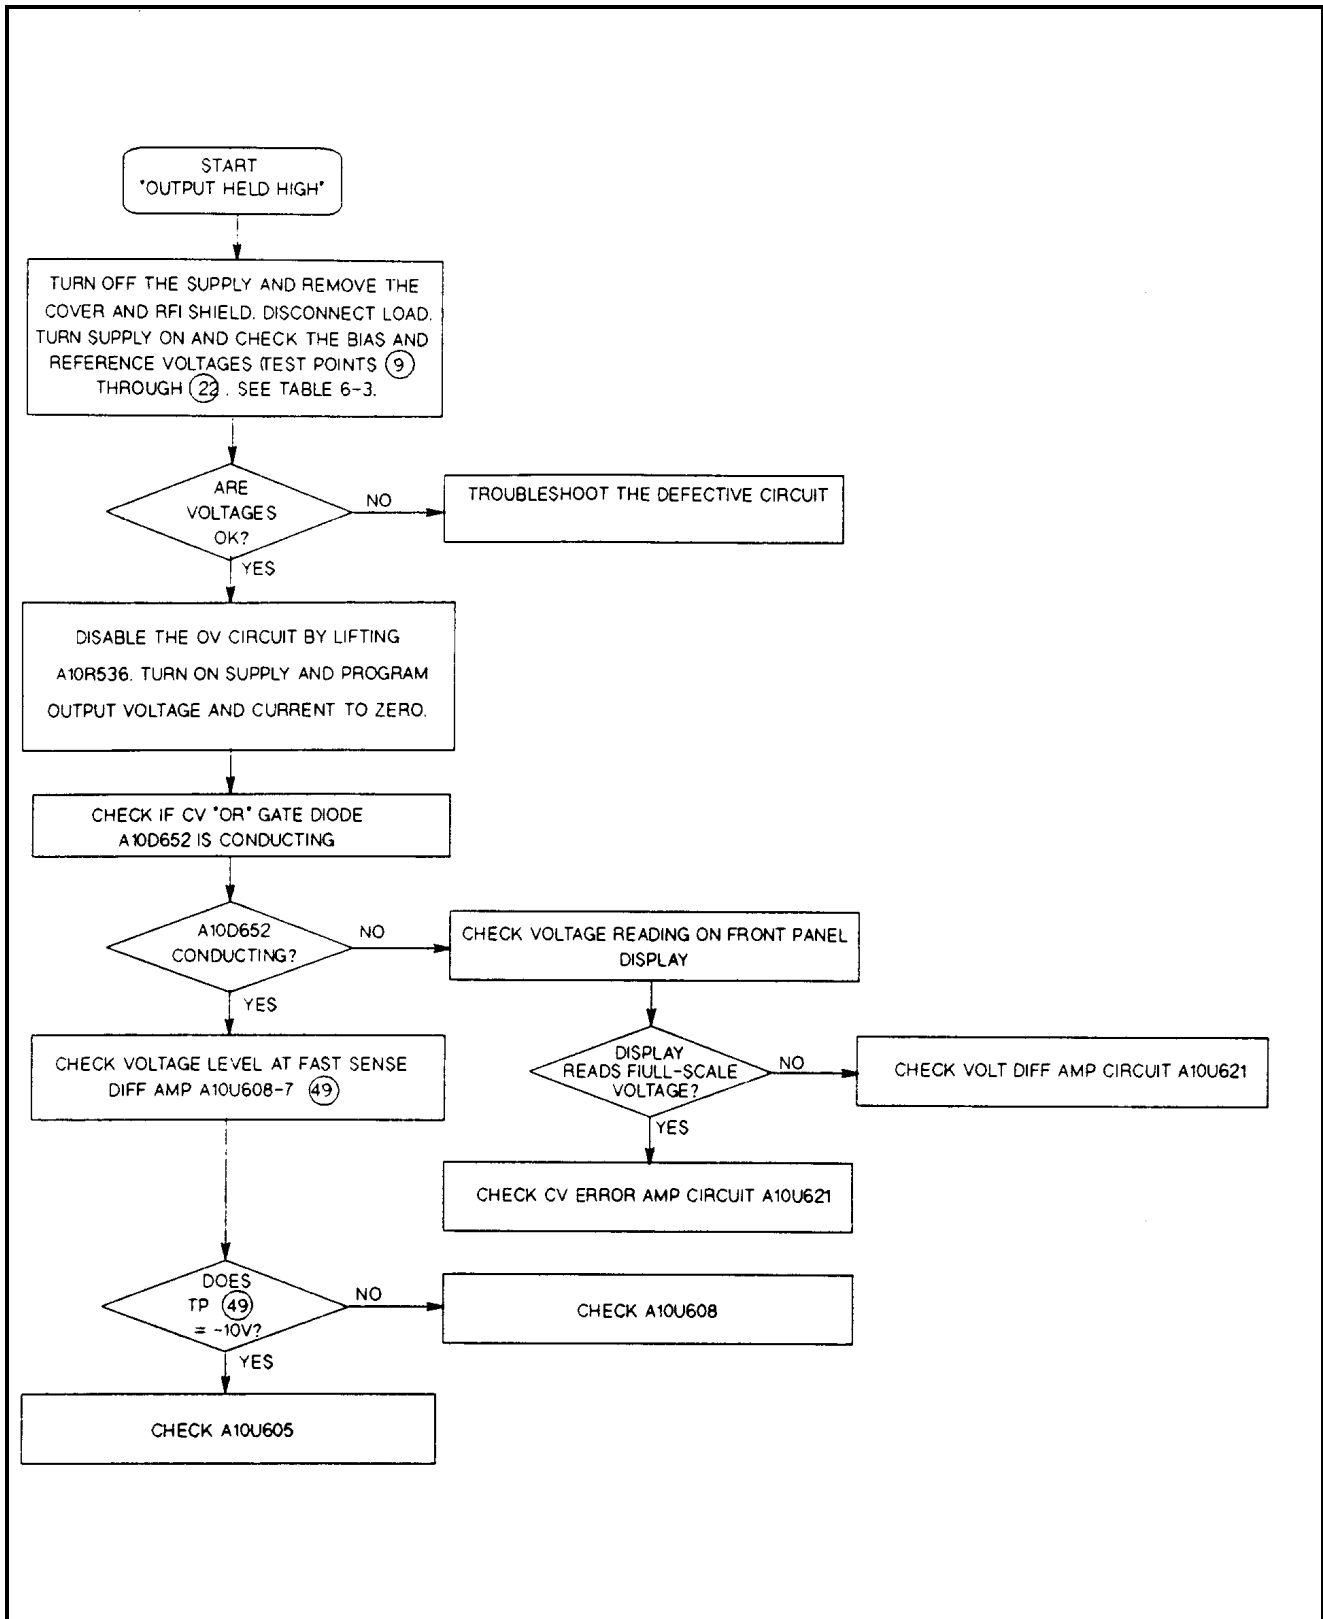 START
"OUTPUT HELD HIGH"
TURN OFF THE SUPPLY AND REMOVE THE
COVER AND RFI SHIELD. DISCONNECT LOAD.
TURN SUPPLY ON AND CHECK THE BIAS AND
REFERENCE VOLTAGES (TEST POINTS 9
THROUGH 22 . SEE TABLE 6-3.
ARE
VOLTAGES
OK?
NO
TROUBLESHOOT THE DEFECTIVE CIRCUIT
YES
DISABLE THE OV CIRCUIT BY LIFTING
A10R536. TURN ON SUPPLY AND PROGRAM
OUTPUT VOLTAGE AND CURRENT TO ZERO.
CHECK IF CV "OR" GATE DIODE
A10D652 IS CONDUCTING
A10D652
CONDUCTING?
NO
CHECK VOLTAGE READING ON FRONT PANEL
DISPLAY
YES
CHECK VOLTAGE LEVEL AT FAST SENSE
DIFF AMP A10U608-7 49
DISPLAY
READS FIULL-SCALE
VOLTAGE?
NO
CHECK VOLT DIFF AMP CIRCUIT A10U621
YES
CHECK CV ERROR AMP CIRCUIT A10U621
DOES
TP 49
= -10V?
NO
CHECK A10U608
YES
CHECK A10U605